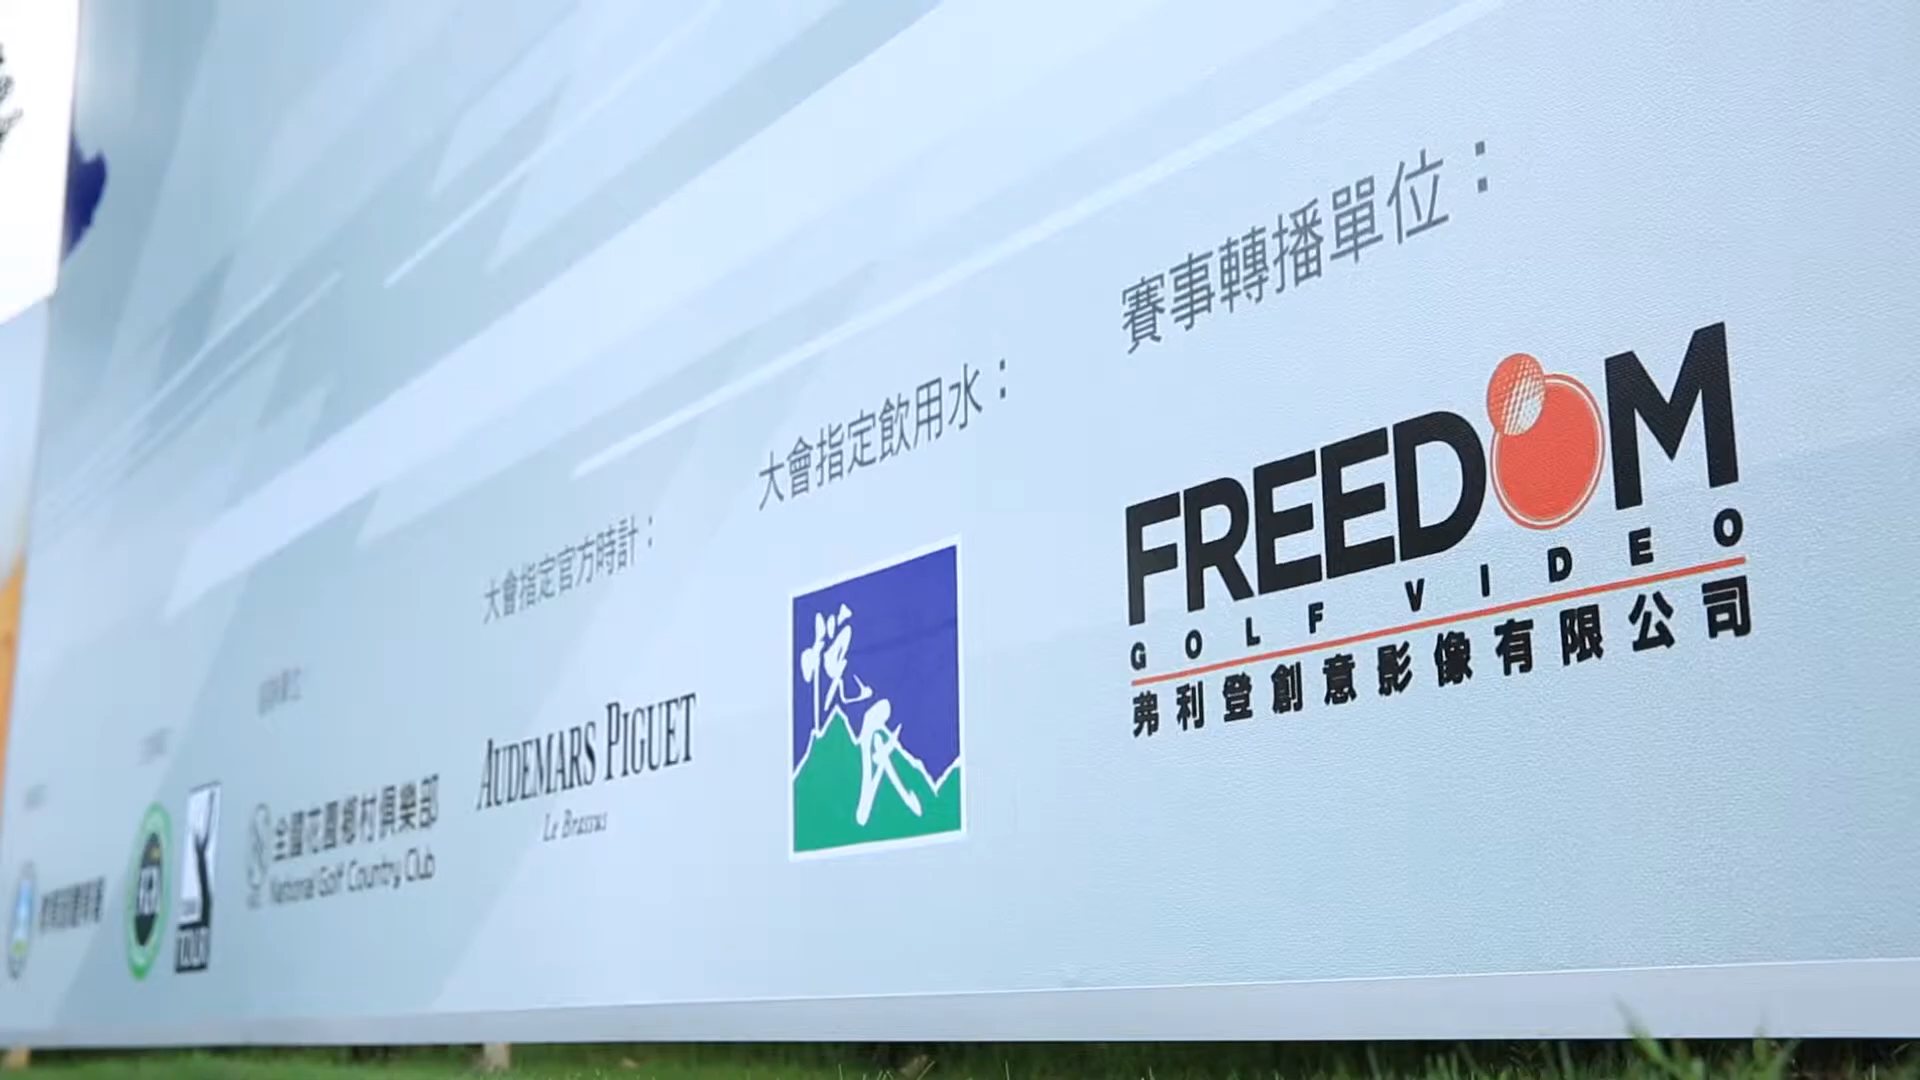 賽事轉播單位：
FREEDOM
GOLF VIDEO
弗利登創意影像有限公司
大會指定飲用水：
悅氏
大會指定官方時計：
AUDEMARS PIGUET
Le Brassus
全國花園鄉村俱樂部
National Golf Country Club